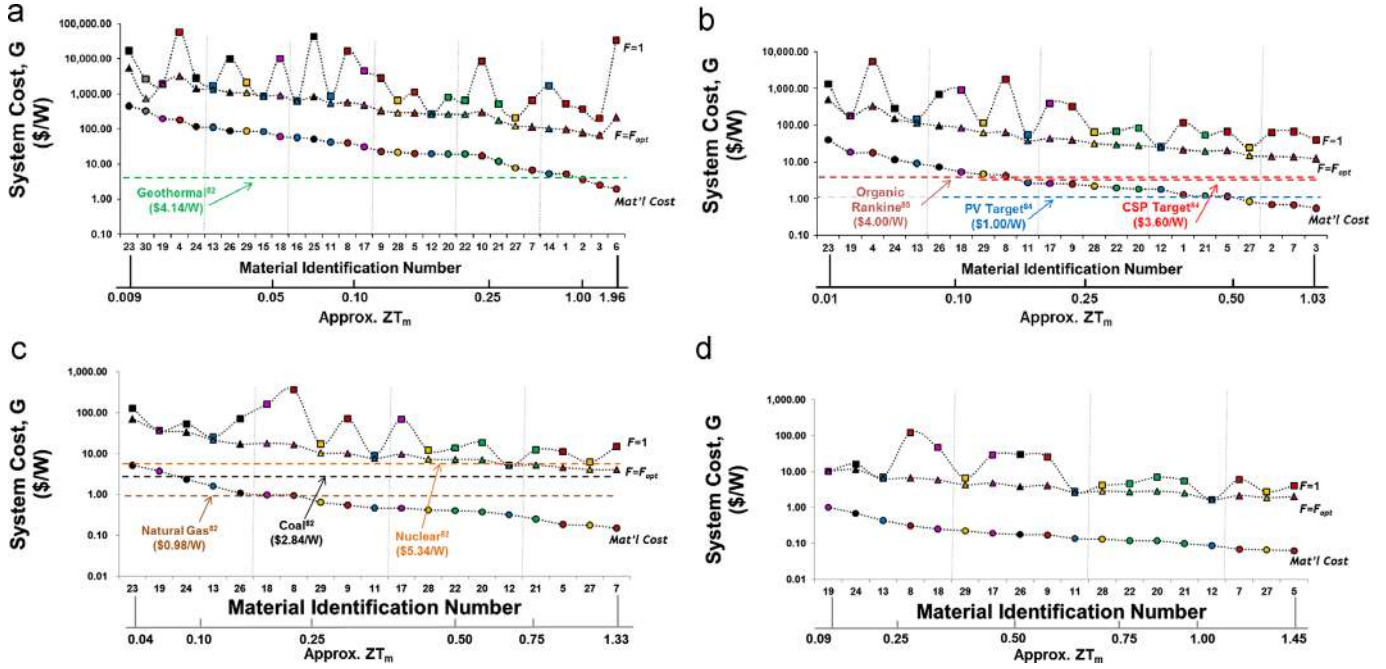 a
System Cost, G
($/W)
100,000.00
10,000.00
1,000.00
100.00
10.00
1.00
0.10
F=1
F=Fopt
Mat'l Cost
Geothermal82
($4.14/W)
23 30 19 4 24 13 26 29 15 18 16 25 11 8 17 9 28 5 12 20 22 10 21 27 7 14 1 2 3 6
Material Identification Number
0.009 0.05 0.10 0.25 1.00 1.96
Approx. ZTm
b
System Cost, G
($/W)
10,000.00
1,000.00
100.00
10.00
1.00
0.10
F=1
F=Fopt
Mat'l Cost
Organic
Rankine85
($4.00/W)
PV Target84
($1.00/W)
CSP Target84
($3.60/W)
23 19 4 24 13 26 18 29 8 11 17 9 28 22 20 12 1 21 5 27 2 7 3
Material Identification Number
0.01 0.10 0.25 0.50 1.03
Approx. ZTm
c
System Cost, G
($/W)
1,000.00
100.00
10.00
1.00
0.10
0.01
F=1
F=Fopt
Mat'l Cost
Natural Gas82
($0.98/W)
Coal82
($2.84/W)
Nuclear82
($5.34/W)
23 19 24 13 26 18 8 29 9 11 17 28 22 20 12 21 5 27 7
Material Identification Number
0.04 0.10 0.25 0.50 0.75 1.33
Approx. ZTm
d
System Cost, G
($/W)
1,000.00
100.00
10.00
1.00
0.10
0.01
F=1
F=Fopt
Mat'l Cost
19 24 13 8 18 29 17 26 9 11 28 22 20 21 12 7 27 5
Material Identification Number
0.09 0.25 0.50 0.75 1.00 1.45
Approx. ZTm